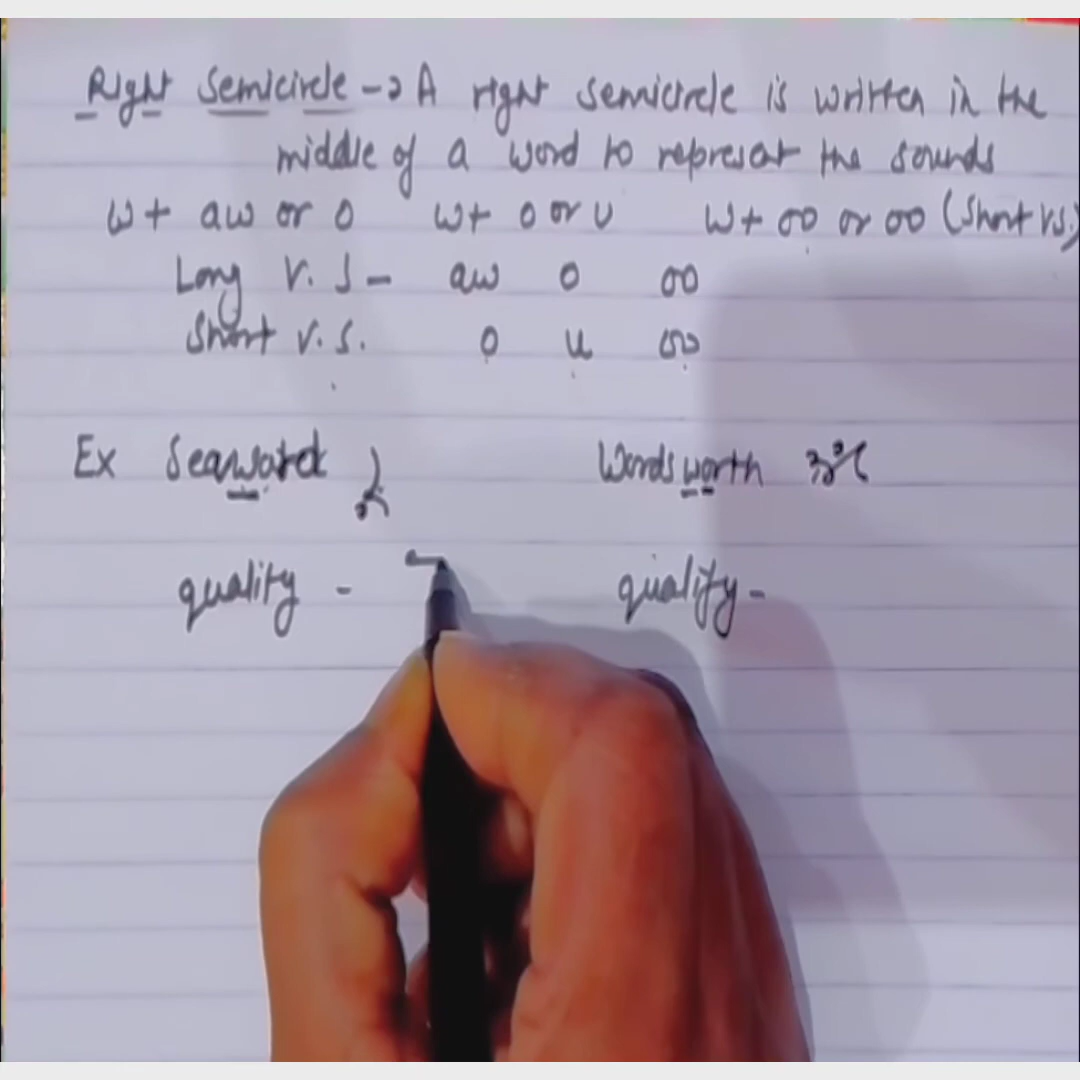 Right Semicircle → A right semicircle is written in the
middle of a word to represat the sounds
w + aw or o w + o or u w + oo or oo (Short v.s.)
Long V. S - aw o oo
Short V. S. o u oo
Ex Seaward Wordsworth
quality - qualify -